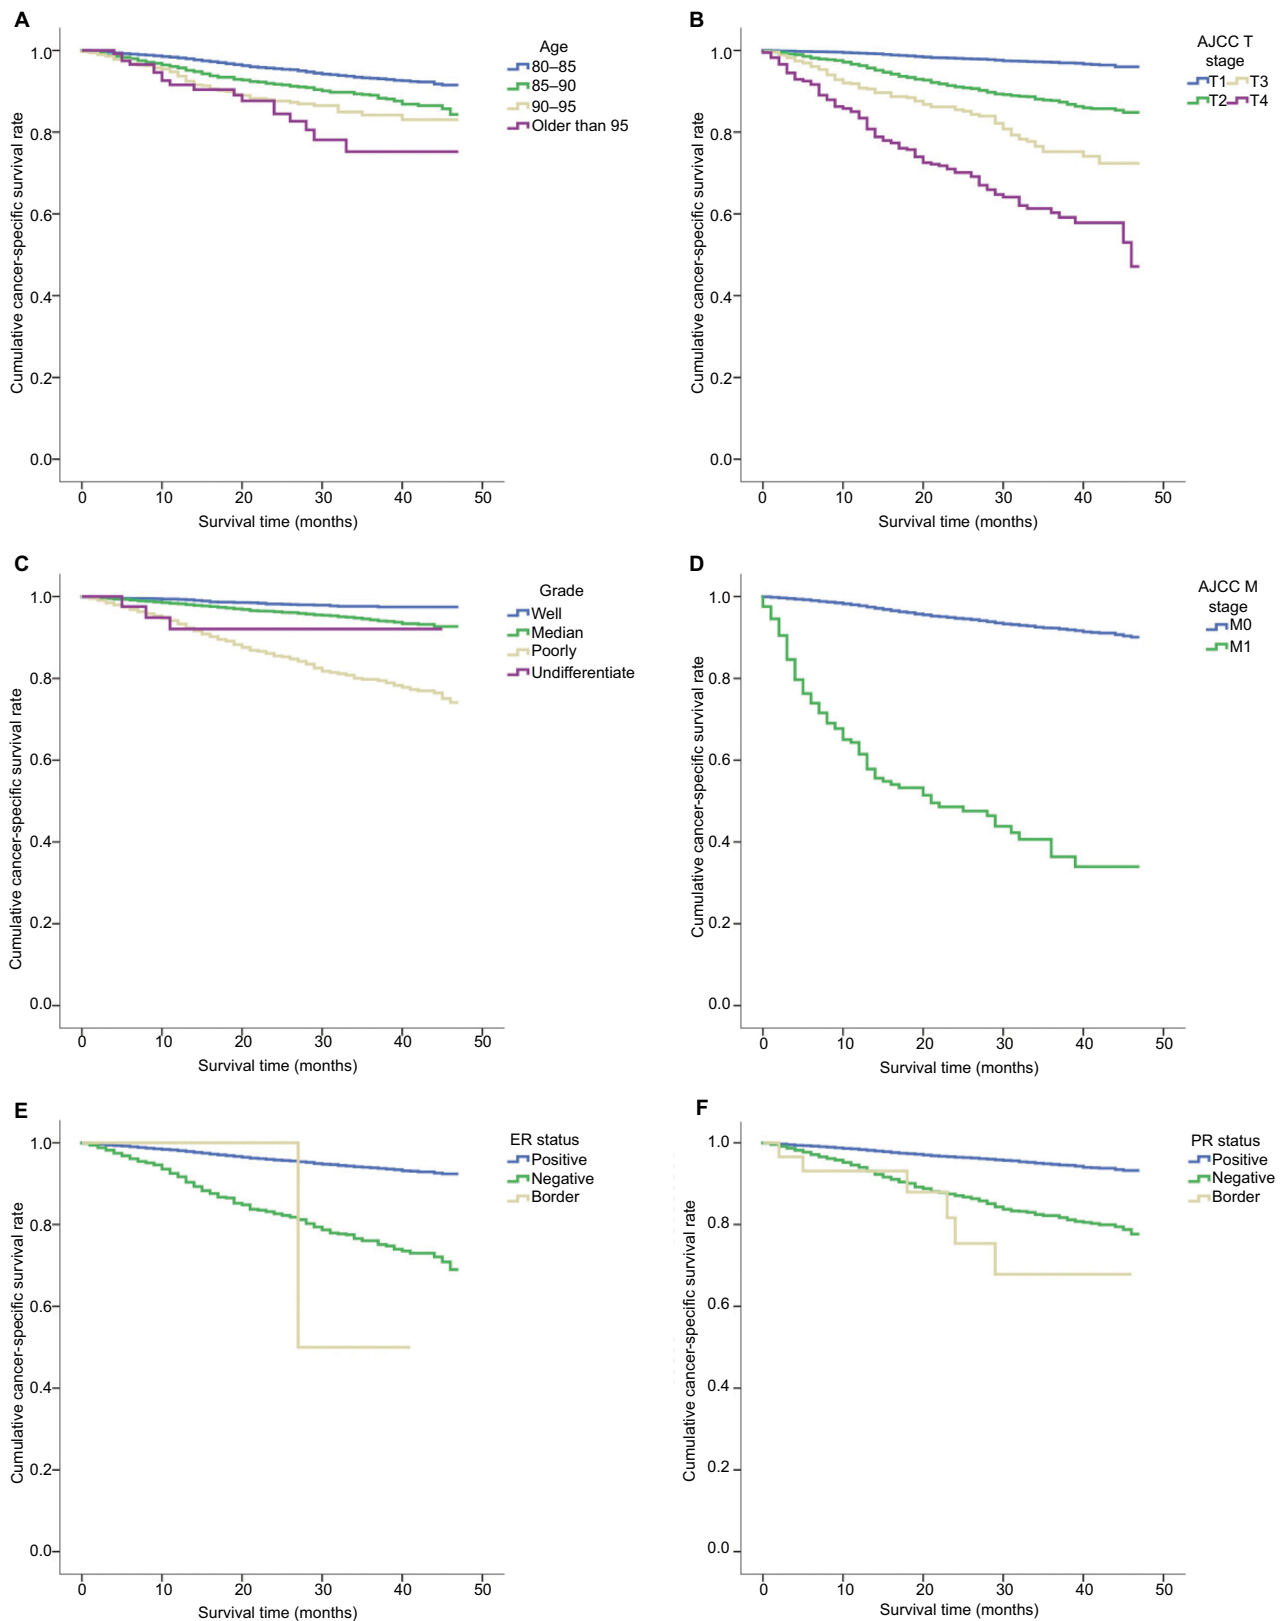 A
Cumulative cancer-specific survival rate
1.0
0.8
0.6
0.4
0.2
0.0
0 10 20 30 40 50
Survival time (months)
Age
80–85
85–90
90–95
Older than 95
B
Cumulative cancer-specific survival rate
1.0
0.8
0.6
0.4
0.2
0.0
0 10 20 30 40 50
Survival time (months)
AJCC T
stage
T1 T3
T2 T4
C
Cumulative cancer-specific survival rate
1.0
0.8
0.6
0.4
0.2
0.0
0 10 20 30 40 50
Survival time (months)
Grade
Well
Median
Poorly
Undifferentiate
D
Cumulative cancer-specific survival rate
1.0
0.8
0.6
0.4
0.2
0.0
0 10 20 30 40 50
Survival time (months)
AJCC M
stage
M0
M1
E
Cumulative cancer-specific survival rate
1.0
0.8
0.6
0.4
0.2
0.0
0 10 20 30 40 50
Survival time (months)
ER status
Positive
Negative
Border
F
Cumulative cancer-specific survival rate
1.0
0.8
0.6
0.4
0.2
0.0
0 10 20 30 40 50
Survival time (months)
PR status
Positive
Negative
Border